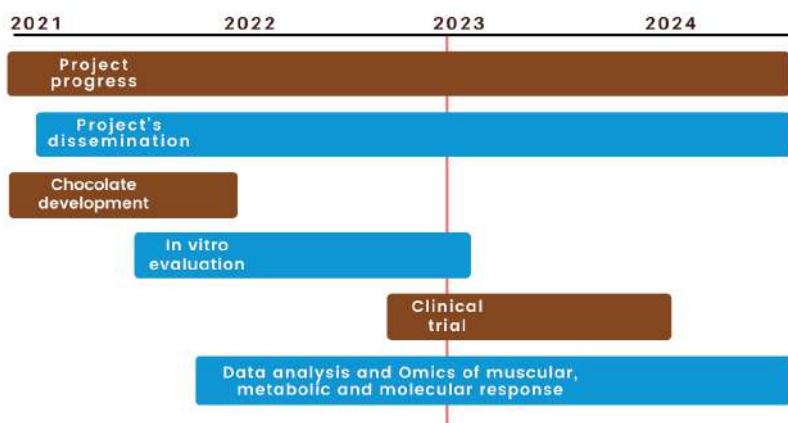 2021 2022 2023 2024
Project
progress
Project's
dissemination
Chocolate
development
In vitro
evaluation
Clinical
trial
Data analysis and Omics of muscular,
metabolic and molecular response